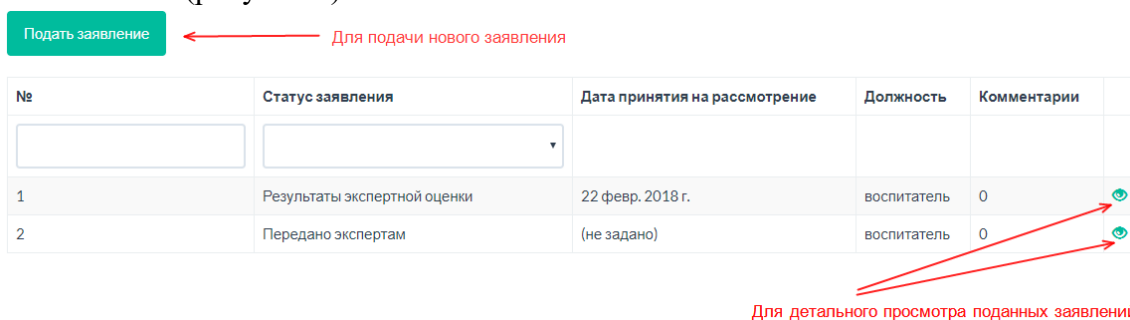 Подать заявление
Для подачи нового заявления
№ Статус заявления Дата принятия на рассмотрение Должность Комментарии
1 Результаты экспертной оценки 22 февр. 2018 г. воспитатель 0
2 Передано экспертам (не задано) воспитатель 0
Для детального просмотра поданных заявлени